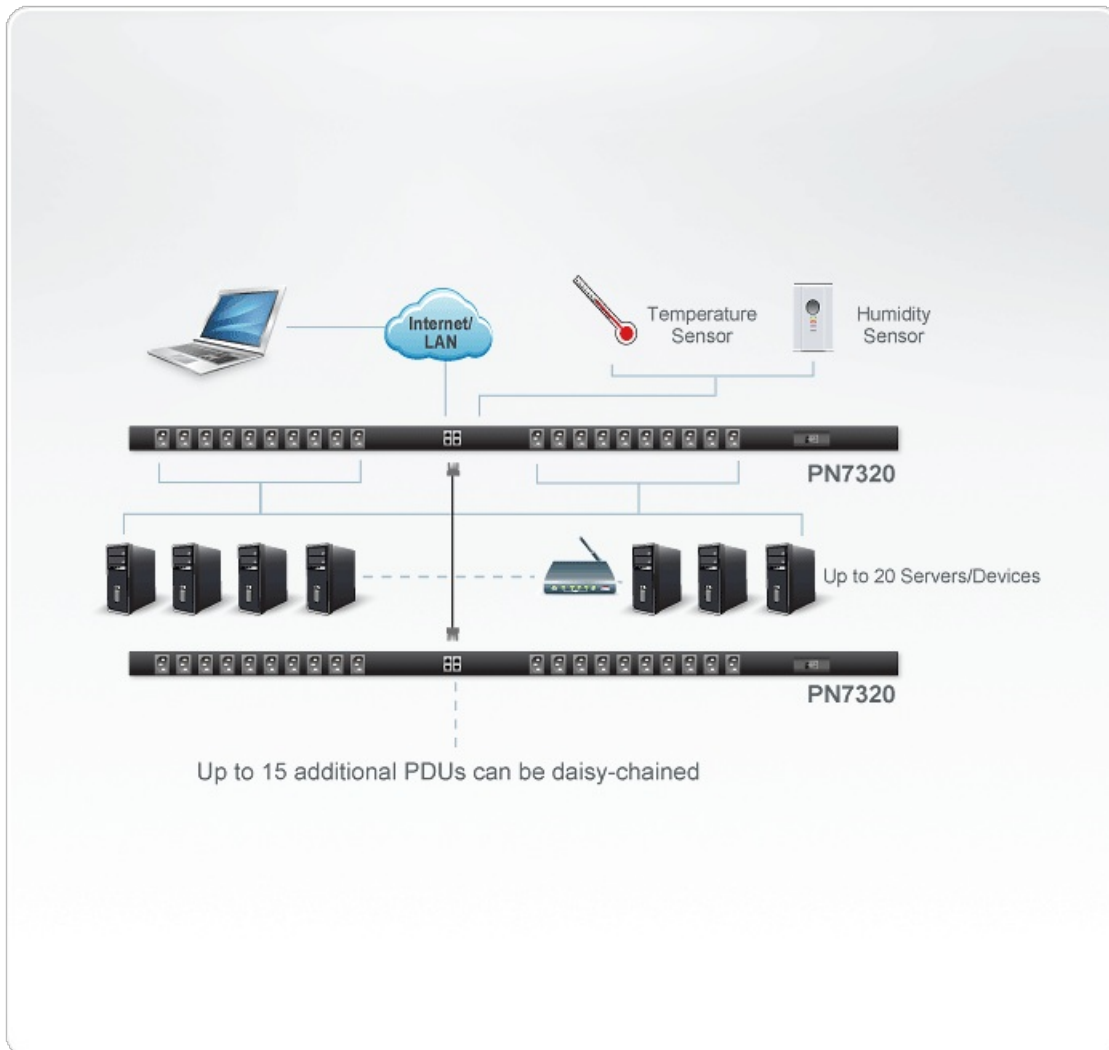 Internet/
LAN
Temperature
Sensor
Humidity
Sensor
PN7320
Up to 20 Servers/Devices
PN7320
Up to 15 additional PDUs can be daisy-chained